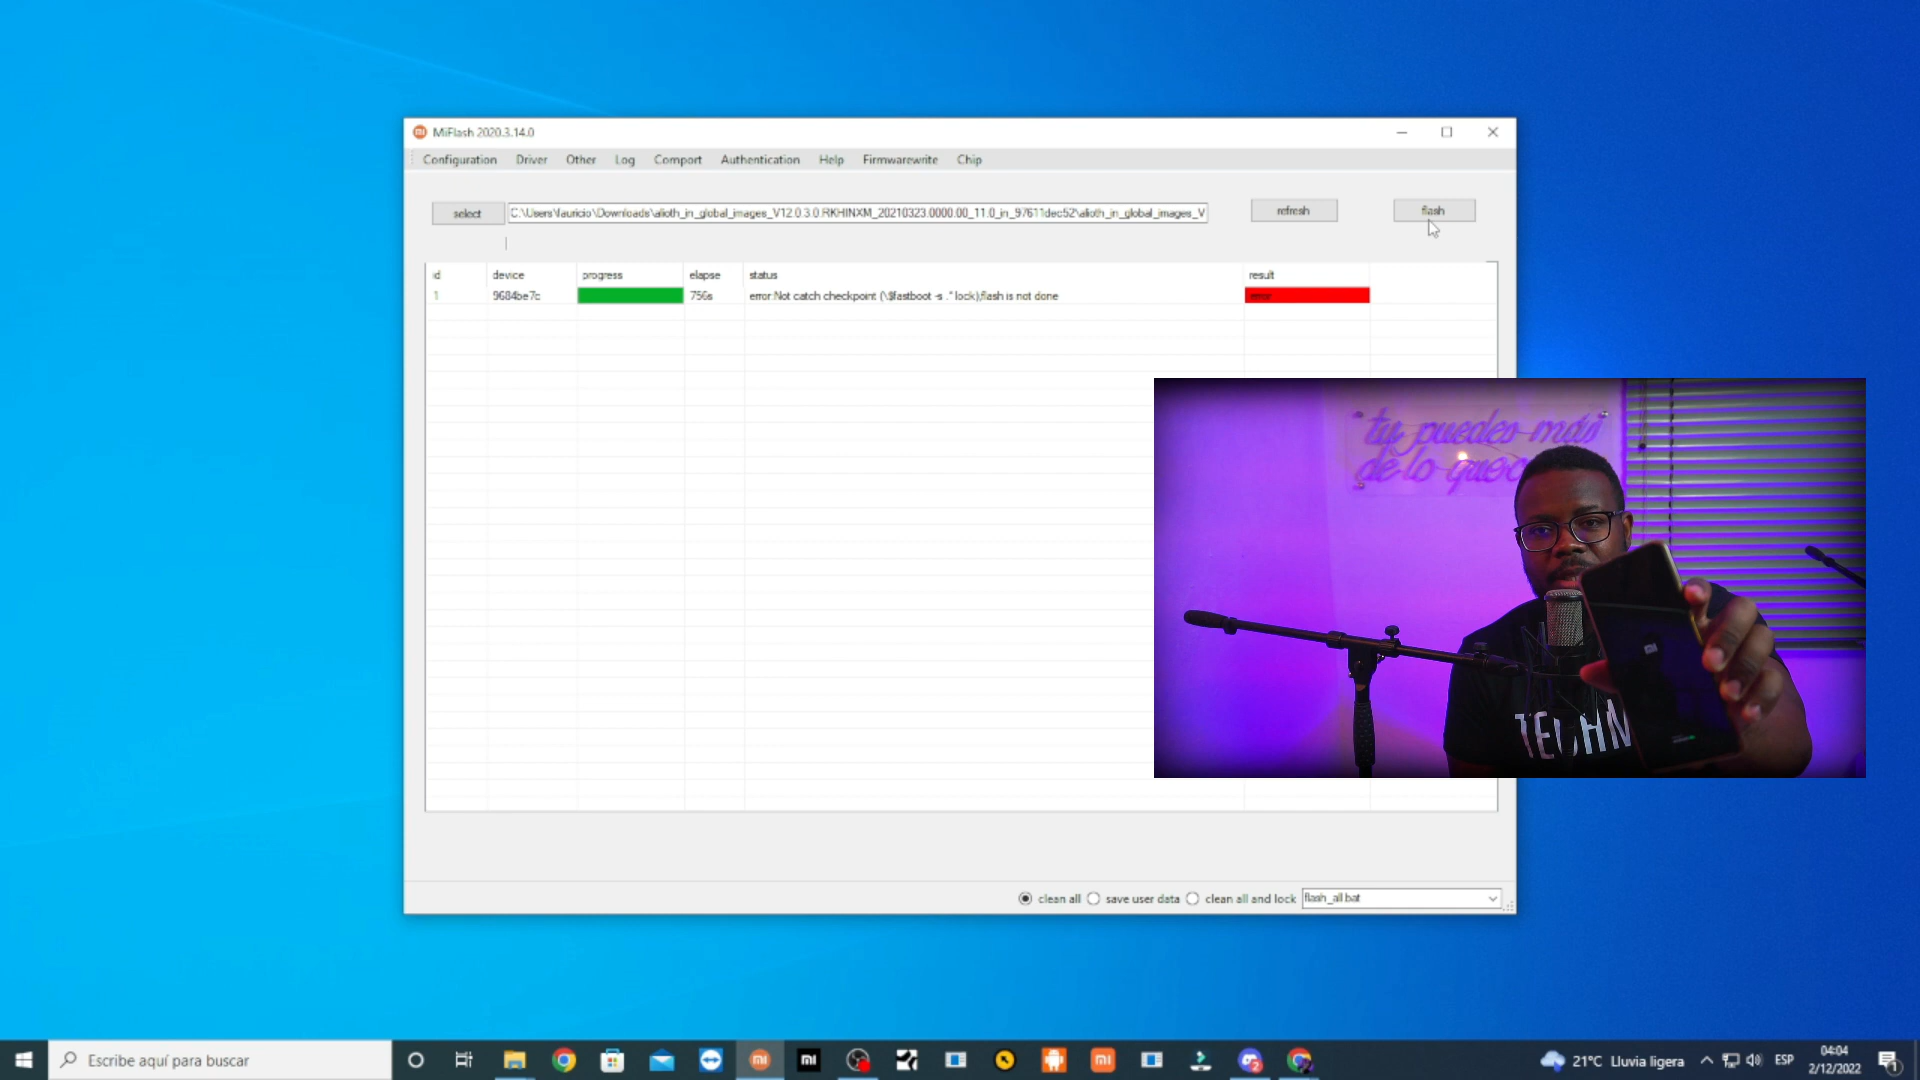 MiFlash 2020.3.14.0
Configuration Driver Other Log Comport Authentication Help Firmwarewrite Chip
select C:\Users\fauricio\Downloads\alioth_in_global_images_V12.0.3.0.RKHINXM_20210323.0000.00_11.0_in_97611dec52\alioth_in_global_images_V refresh flash
id device progress elapse status result
1 9684be7c 756s error:Not catch checkpoint (\$fastboot -s .* lock),flash is not done error
tu puedes más
de lo que
TECHN
clean all save user data clean all and lock flash_all.bat
Escribe aquí para buscar
21°C Lluvia ligera ESP 04:04
2/12/2022